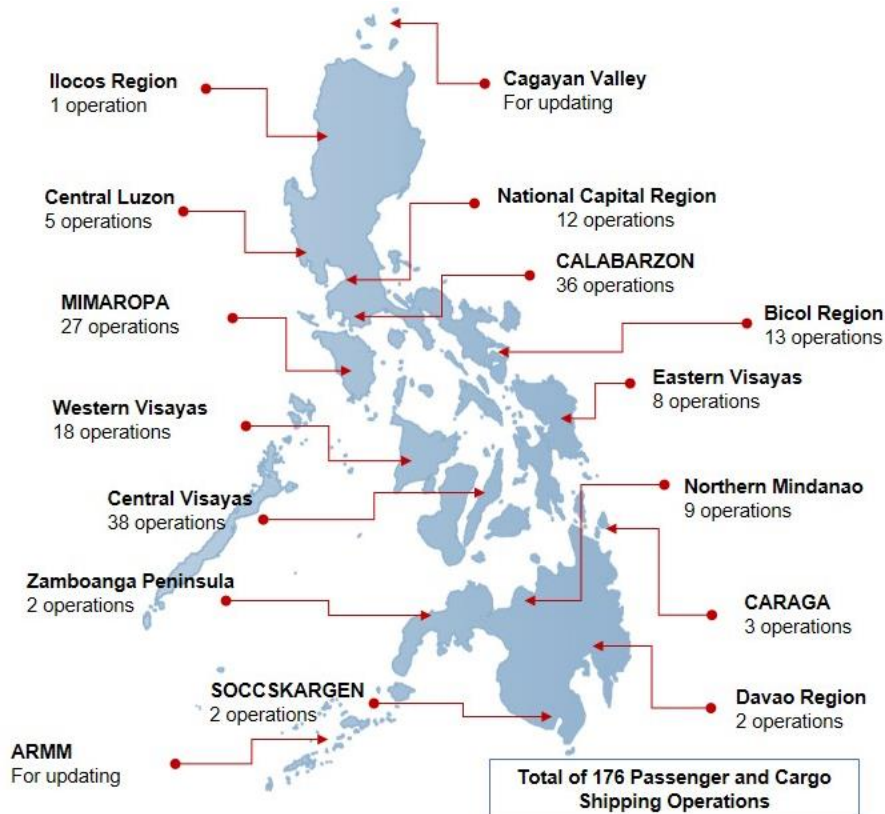 Ilocos Region
1 operation
Cagayan Valley
For updating
Central Luzon
5 operations
National Capital Region
12 operations
CALABARZON
36 operations
MIMAROPA
27 operations
Bicol Region
13 operations
Eastern Visayas
8 operations
Western Visayas
18 operations
Northern Mindanao
9 operations
Central Visayas
38 operations
Zamboanga Peninsula
2 operations
CARAGA
3 operations
SOCCSKARGEN
2 operations
Davao Region
2 operations
ARMM
For updating
Total of 176 Passenger and Cargo
Shipping Operations